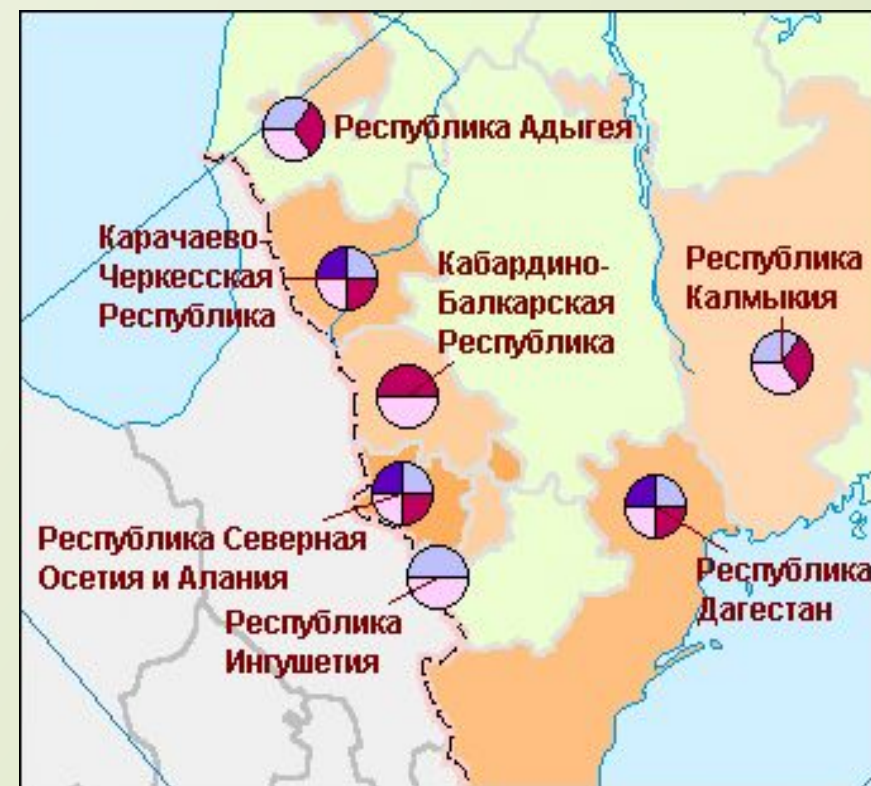 Республика Адыгея
Карачаево-
Черкесская
Республика
Кабардино-
Балкарская
Республика
Республика
Калмыкия
Республика Северная
Осетия и Алания
Республика
Ингушетия
Республика
Дагестан